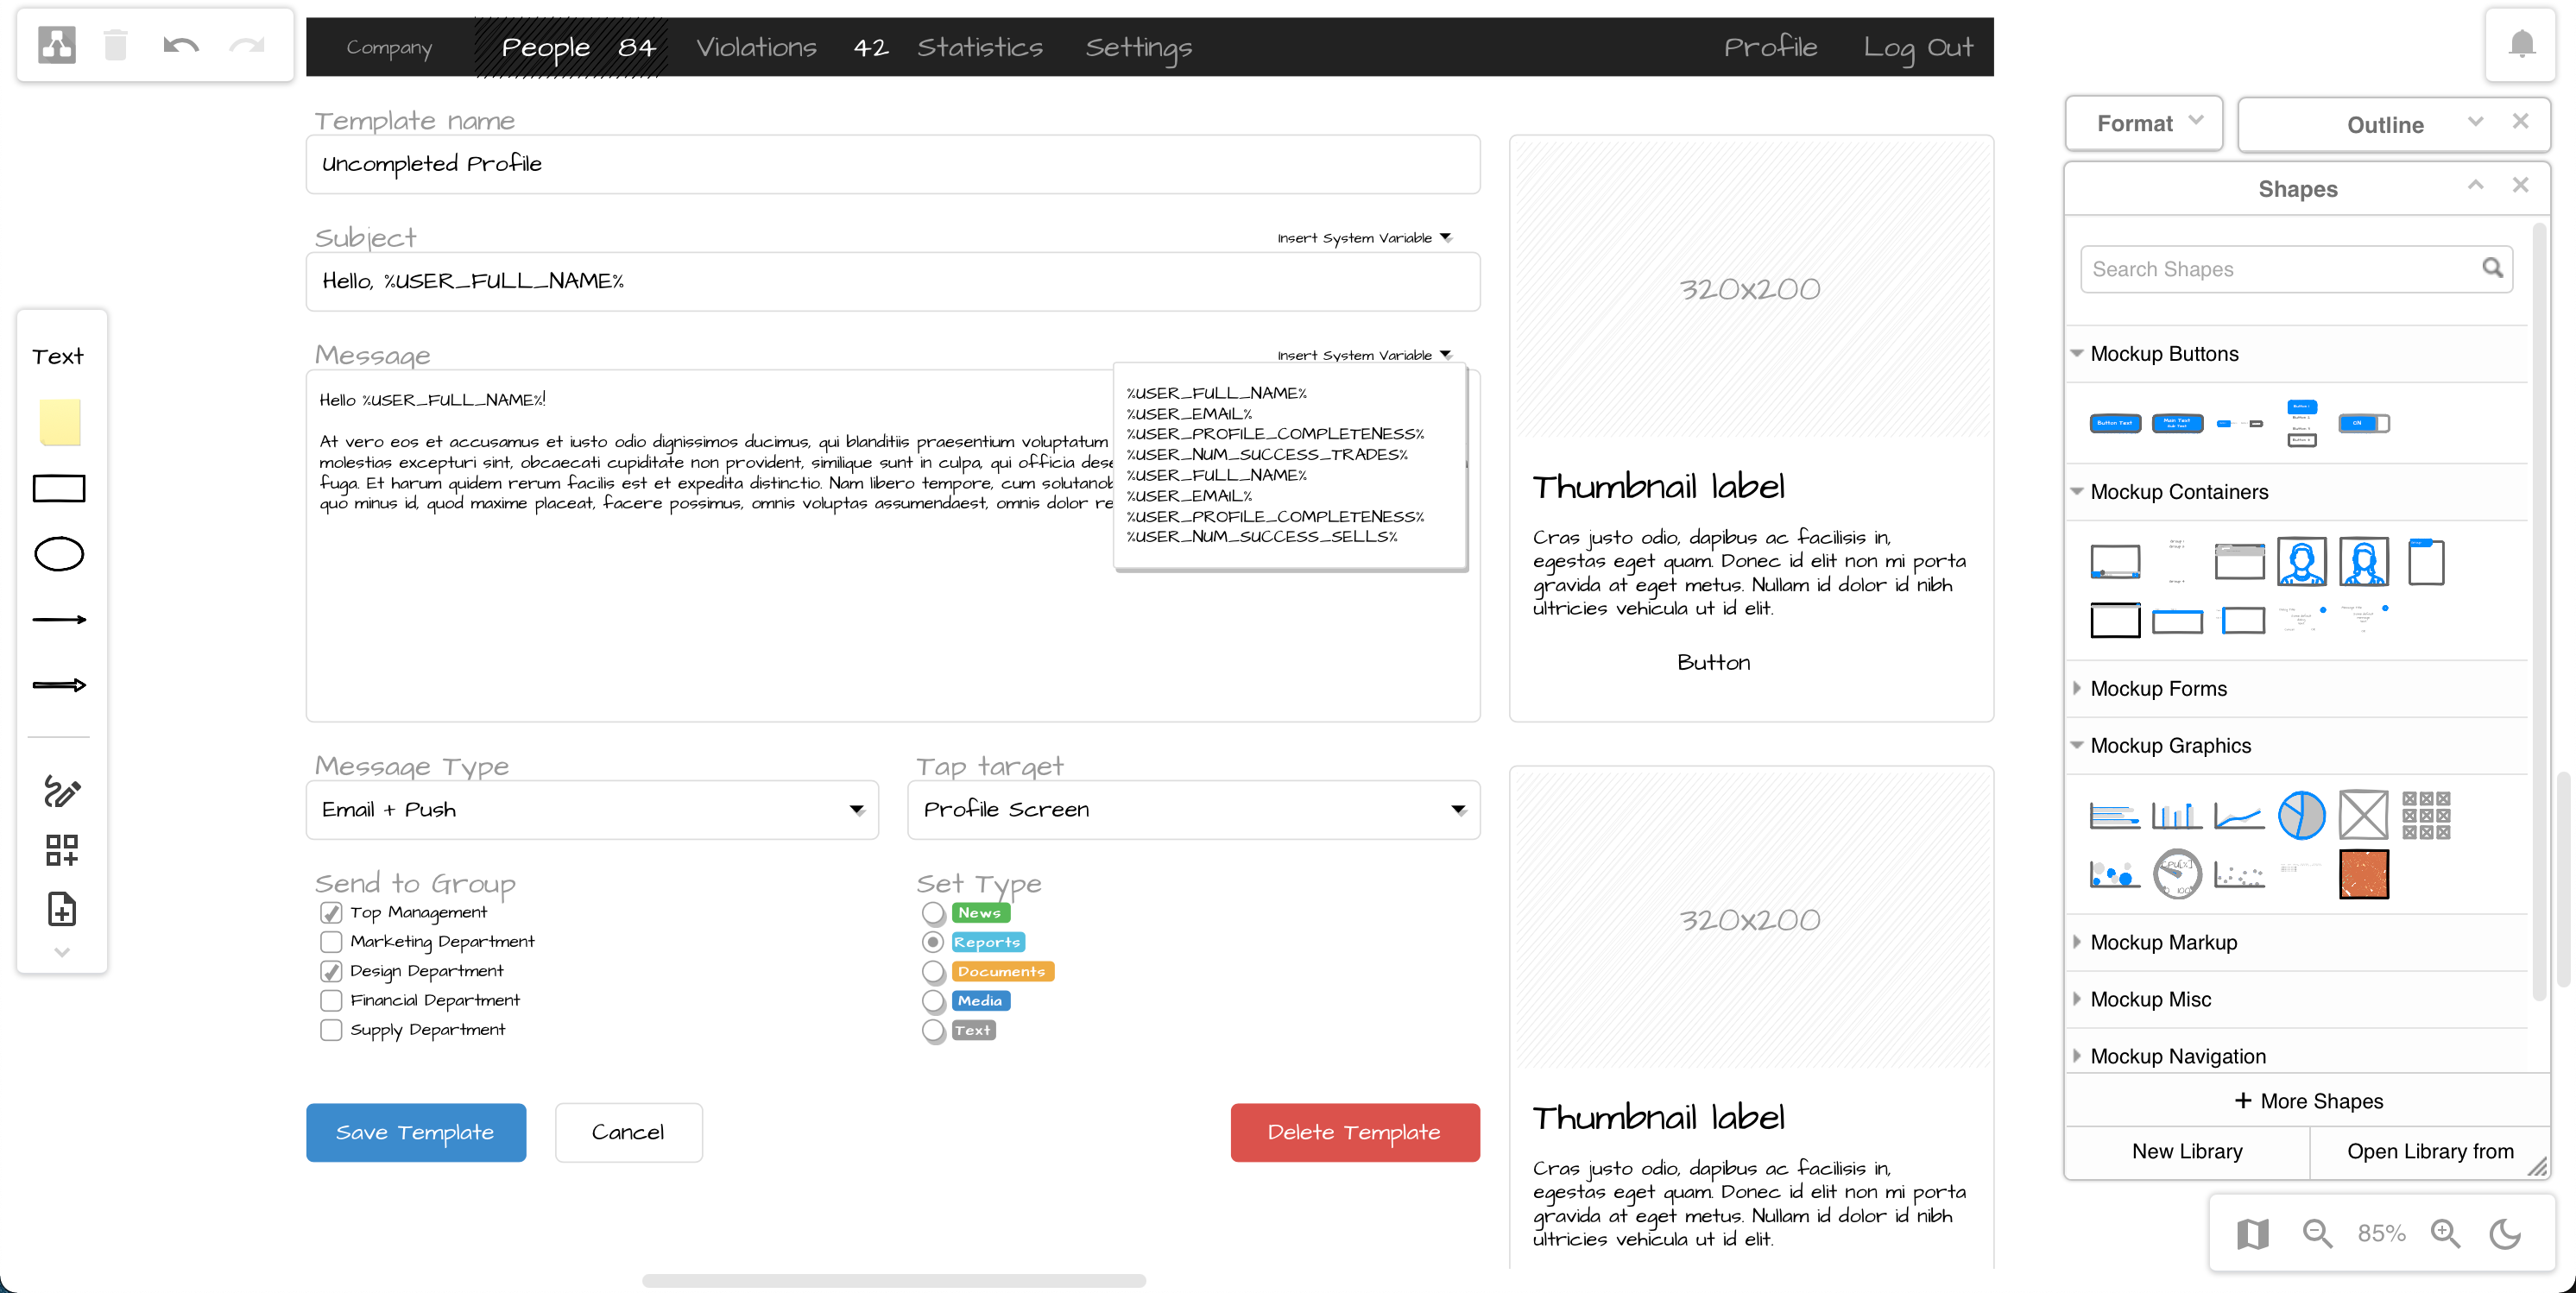 Company People 84 Violations 42 Statistics Settings Profile Log Out
Template name
Uncompleted Profile
Subject
Insert System Variable
Hello, %USER_FULL_NAME%
Message
Insert System Variable
Hello %USER_FULL_NAME%!
At vero eos et accusamus et iusto odio dignissimos ducimus, qui blanditiis praesentium voluptatum
molestias excepturi sint, obcaecati cupiditate non provident, similique sunt in culpa, qui officia
fuga. Et harum quidem rerum facilis est et expedita distinctio. Nam libero tempore, cum
quo minus id, quod maxime placeat, facere possimus, omnis voluptas assumendaest, omnis dolor
%USER_FULL_NAME%
%USER_EMAIL%
%USER_PROFILE_COMPLETENESS%
%USER_NUM_SUCCESS_TRADES%
%USER_FULL_NAME%
%USER_EMAIL%
%USER_PROFILE_COMPLETENESS%
%USER_NUM_SUCCESS_SELLS%
Message Type
Email + Push
Tap target
Profile Screen
Send to Group
Top Management
Marketing Department
Design Department
Financial Department
Supply Department
Set Type
News
Reports
Documents
Media
Text
Save Template
Cancel
Delete Template
320x200
Thumbnail label
Cras justo odio, dapibus ac facilisis in,
egestas eget quam. Donec id elit non mi porta
gravida at eget metus. Nullam id dolor id nibh
ultricies vehicula ut id elit.
Button
320x200
Thumbnail label
Cras justo odio, dapibus ac facilisis in,
egestas eget quam. Donec id elit non mi porta
gravida at eget metus. Nullam id dolor id nibh
ultricies vehicula ut id elit.
Text
Format
Outline
Shapes
Search Shapes
Mockup Buttons
Button Text
Main Text
Sub Text
ON
Mockup Containers
Mockup Forms
Mockup Graphics
Mockup Markup
Mockup Misc
Mockup Navigation
+ More Shapes
New Library
Open Library from
85%